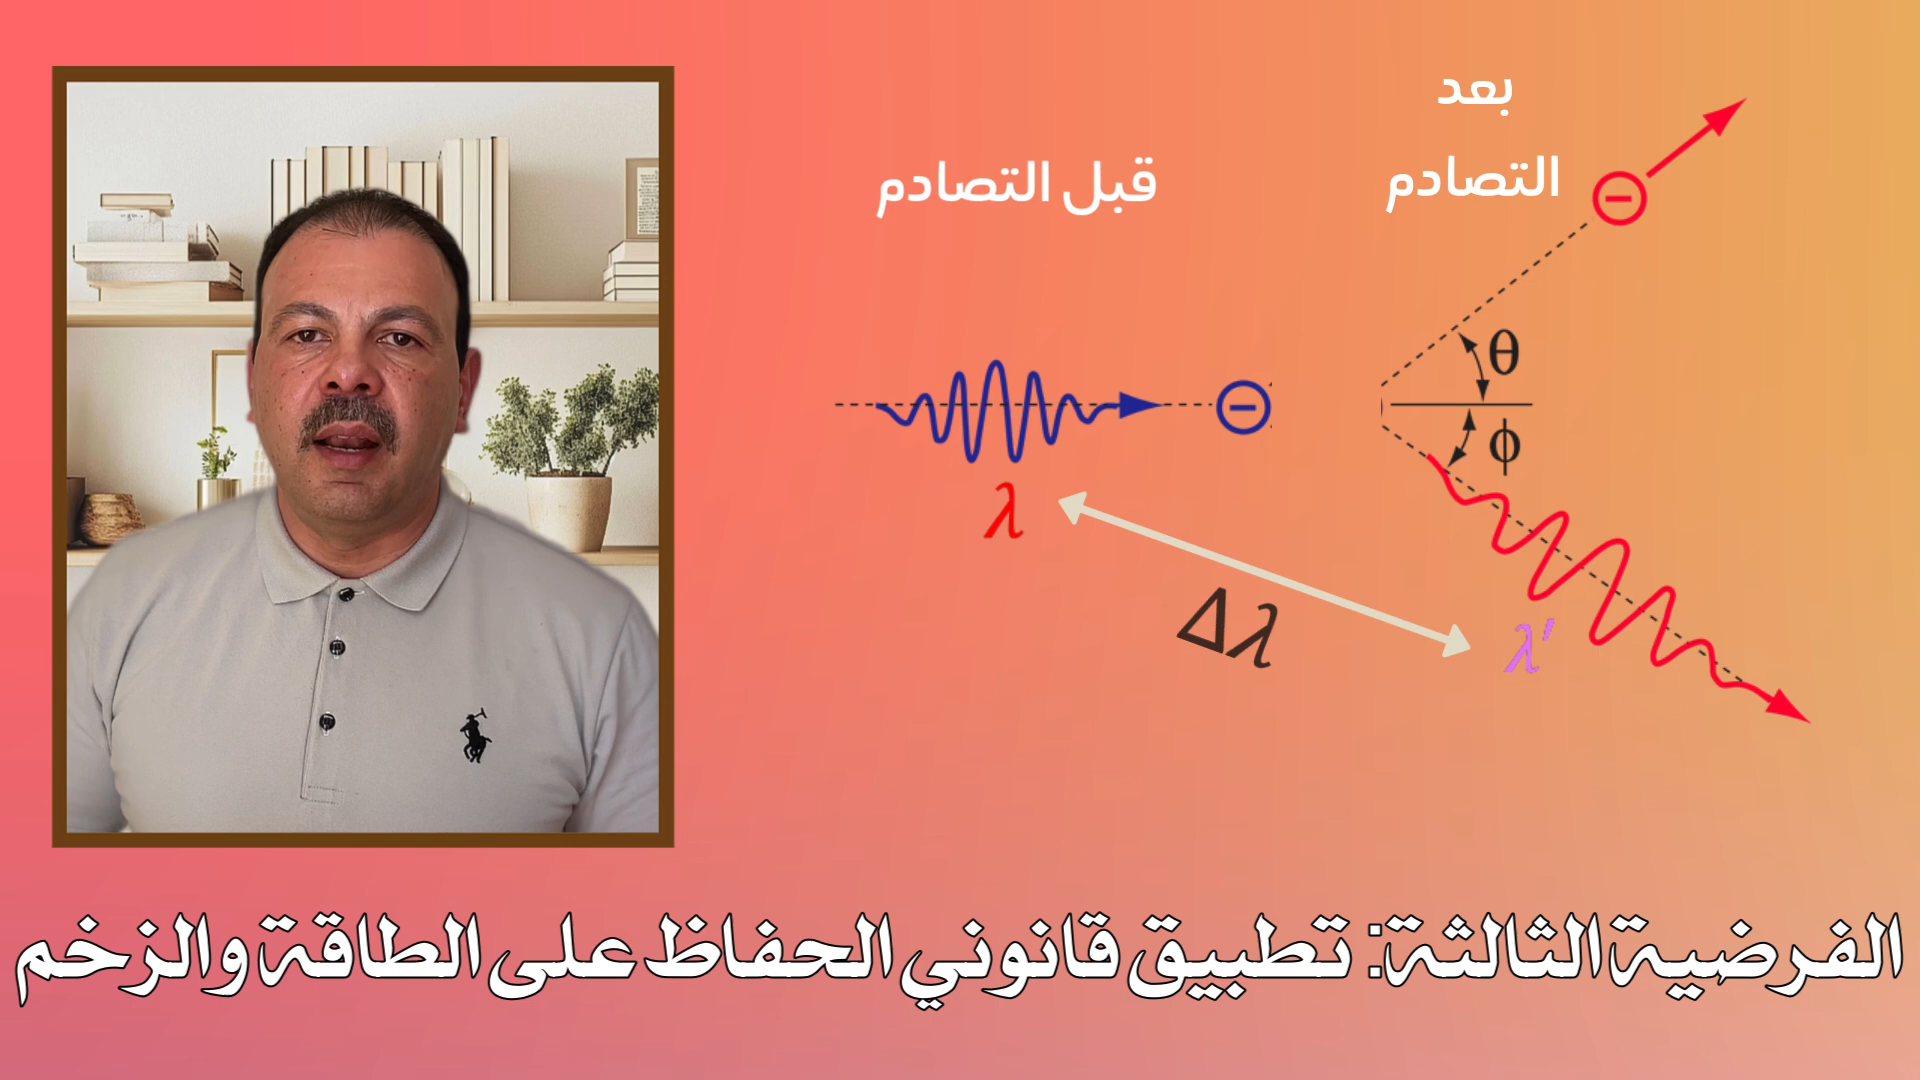 بعد
التصادم
قبل التصادم
θ
ϕ
λ
Δλ
λ'
الفرضية الثالثة: تطبيق قانوني الحفاظ على الطاقة والزخم